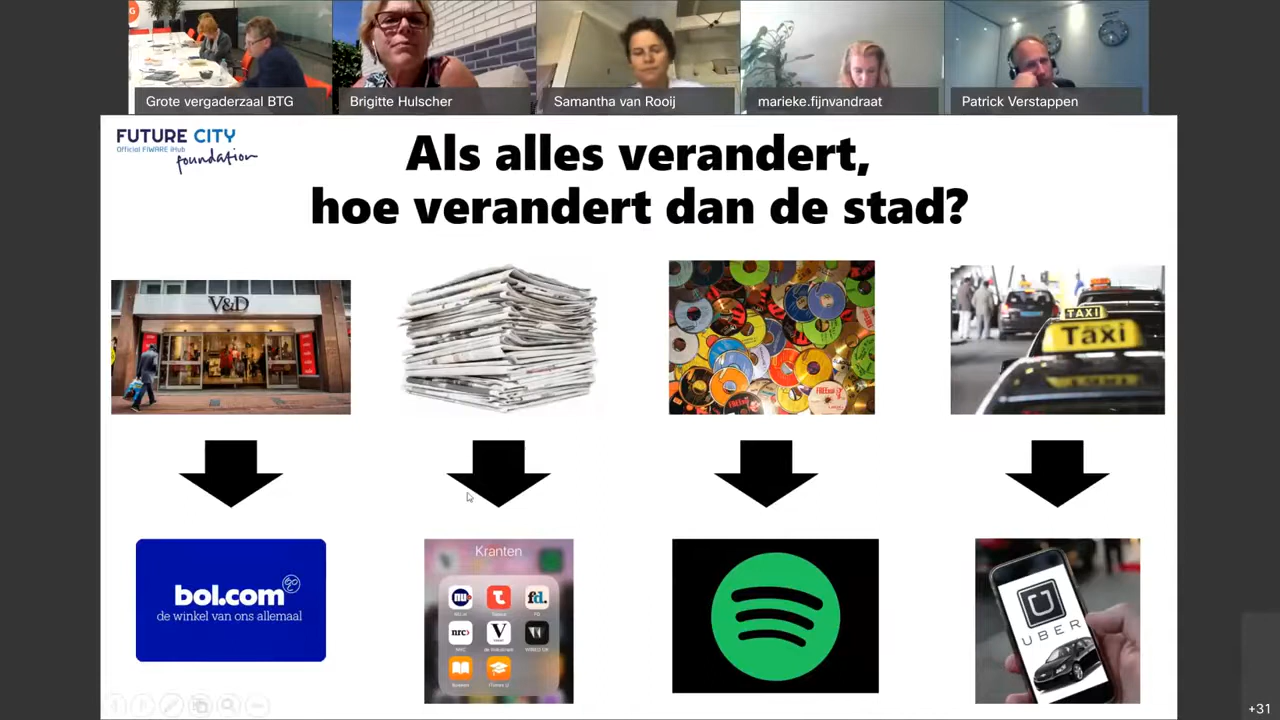 Grote vergaderzaal BTG
Brigitte Hulscher
Samantha van Rooij
marieke.fijnvandraat
Patrick Verstappen
FUTURE CITY
Official FIWARE iHub
foundation
Als alles verandert,
hoe verandert dan de stad?
V&D
TAXI
Taxi
bol.com
de winkel van ons allemaal
Kranten
nu
fd.
nrc>
V
UBER
+31